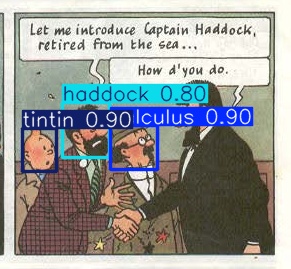 Let me introduce Captain Haddock,
retired from the sea...
How d'you do.
haddock 0.80
tintin 0.90
lculus 0.90